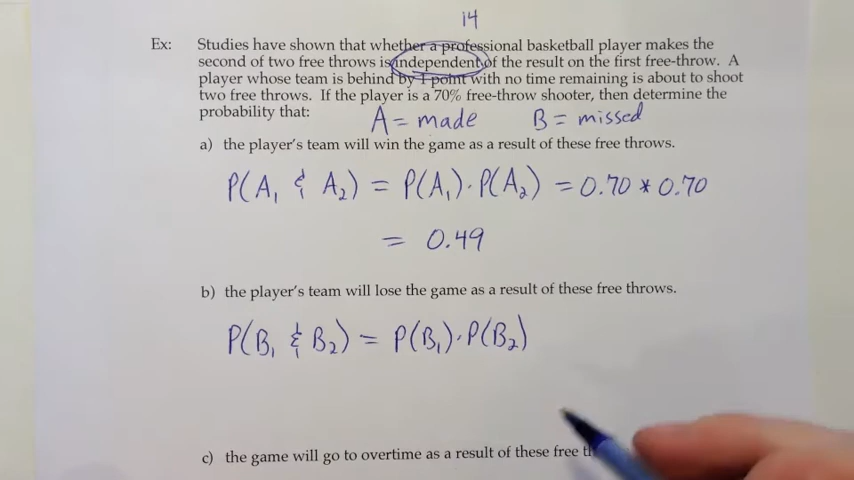 14
Ex: Studies have shown that whether a professional basketball player makes the
second of two free throws is independent of the result on the first free-throw. A
player whose team is behind by 1 point with no time remaining is about to shoot
two free throws. If the player is a 70% free-throw shooter, then determine the
probability that:
A = made B = missed
a) the player's team will win the game as a result of these free throws.
P(A₁ & A₂) = P(A₁)·P(A₂) = 0.70 * 0.70
= 0.49
b) the player's team will lose the game as a result of these free throws.
P(B₁ & B₂) = P(B₁)·P(B₂)
c) the game will go to overtime as a result of these free